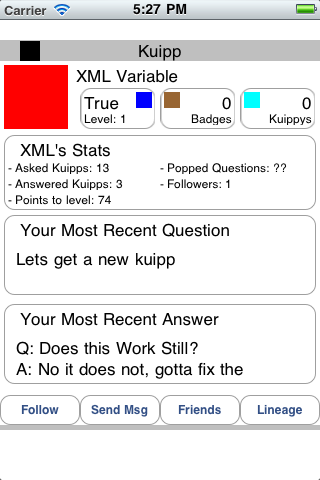 Carrier 5:27 PM
Kuipp
XML Variable
True 0 0
Level: 1 Badges Kuippys
XML's Stats
- Asked Kuipps: 13 - Popped Questions: ??
- Answered Kuipps: 3 - Followers: 1
- Points to level: 74
Your Most Recent Question
Lets get a new kuipp
Your Most Recent Answer
Q: Does this Work Still?
A: No it does not, gotta fix the
Follow Send Msg Friends Lineage